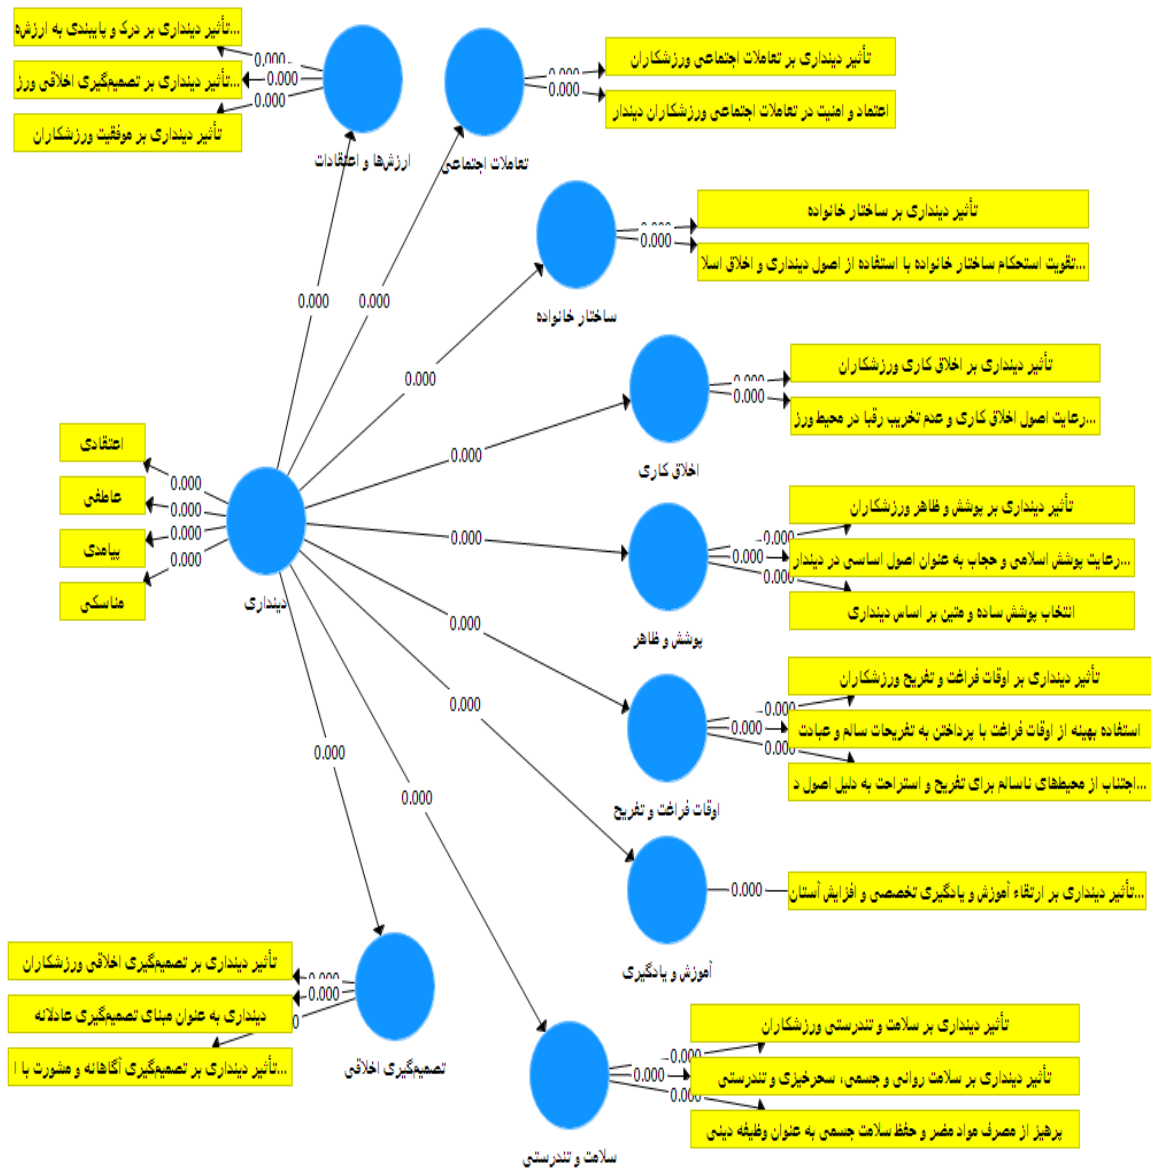 تأثیر دینداری بر درک و پایبندی به ارزش‌ه...
تأثیر دینداری بر تصمیم‌گیری اخلاقی ورز...
تأثیر دینداری بر موفقیت ورزشکاران
0.000
0.000
0.000
ارزش‌ها و اعتقادات
تأثیر دینداری بر تعاملات اجتماعی ورزشکاران
اعتماد و امنیت در تعاملات اجتماعی ورزشکاران دیندار
0.000
0.000
تعاملات اجتماعی
تأثیر دینداری بر ساختار خانواده
تقویت استحکام ساختار خانواده با استفاده از اصول دینداری و اخلاق اسلا...
0.000
0.000
ساختار خانواده
0.000
0.000
0.000
تأثیر دینداری بر اخلاق کاری ورزشکاران
رعایت اصول اخلاق کاری و عدم تخریب رقبا در محیط ورز...
0.000
0.000
اخلاق کاری
0.000
اعتقادی
عاطفی
پیامدی
مناسکی
0.000
0.000
0.000
0.000
دینداری
تأثیر دینداری بر پوشش و ظاهر ورزشکاران
رعایت پوشش اسلامی و حجاب به عنوان اصول اساسی در دیندار...
انتخاب پوشش ساده و متین بر اساس دینداری
0.000
0.000
0.000
پوشش و ظاهر
0.000
0.000
تأثیر دینداری بر اوقات فراغت و تفریح ورزشکاران
استفاده بهینه از اوقات فراغت با پرداختن به تفریحات سالم و عبادت
اجتناب از محیط‌های ناسالم برای تفریح و استراحت به دلیل اصول د...
0.000
0.000
0.000
اوقات فراغت و تفریح
0.000
0.000
0.000
تأثیر دینداری بر ارتقاء آموزش و یادگیری تخصصی و افزایش آستان...
0.000
آموزش و یادگیری
تأثیر دینداری بر تصمیم‌گیری اخلاقی ورزشکاران
دینداری به عنوان مبنای تصمیم‌گیری عادلانه
تأثیر دینداری بر تصمیم‌گیری آگاهانه و مشورت با ا...
0.000
0.000
0
تصمیم‌گیری اخلاقی
تأثیر دینداری بر سلامت و تندرستی ورزشکاران
تأثیر دینداری بر سلامت روانی و جسمی، سحرخیزی و تندرستی
پرهیز از مصرف مواد مضر و حفظ سلامت جسمی به عنوان وظیفه دینی
0.000
0.000
0.000
سلامت و تندرستی